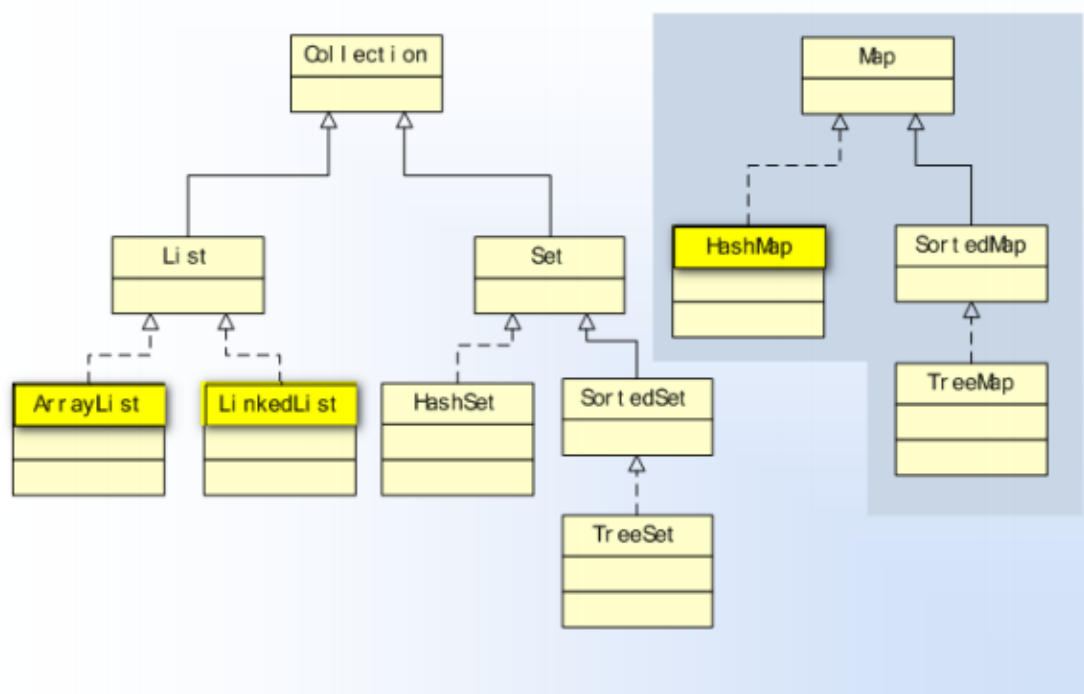 Collection
Map
List
Set
HashMap
SortedMap
ArrayList
LinkedList
HashSet
SortedSet
TreeMap
TreeSet